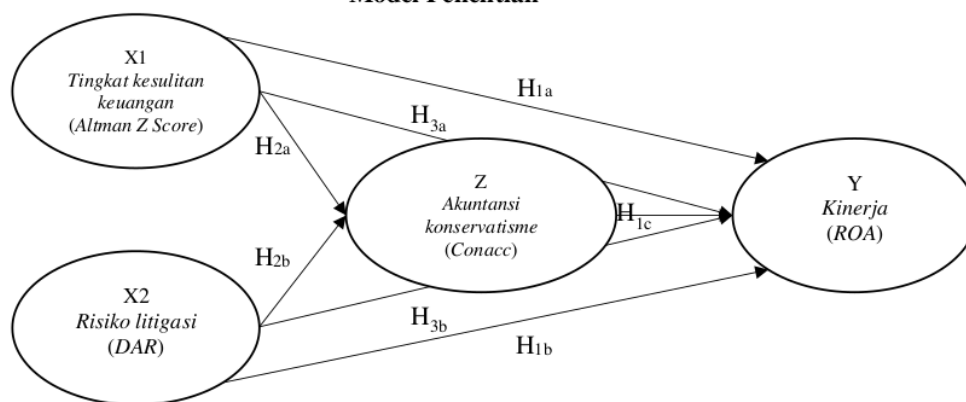 Model Penelitian
X1
Tingkat kesulitan
keuangan
(Altman Z Score)
H1a
H3a
H2a
Z
Akuntansi
konservatisme
(Conacc)
H1c
Y
Kinerja
(ROA)
H2b
X2
Risiko litigasi
(DAR)
H3b
H1b